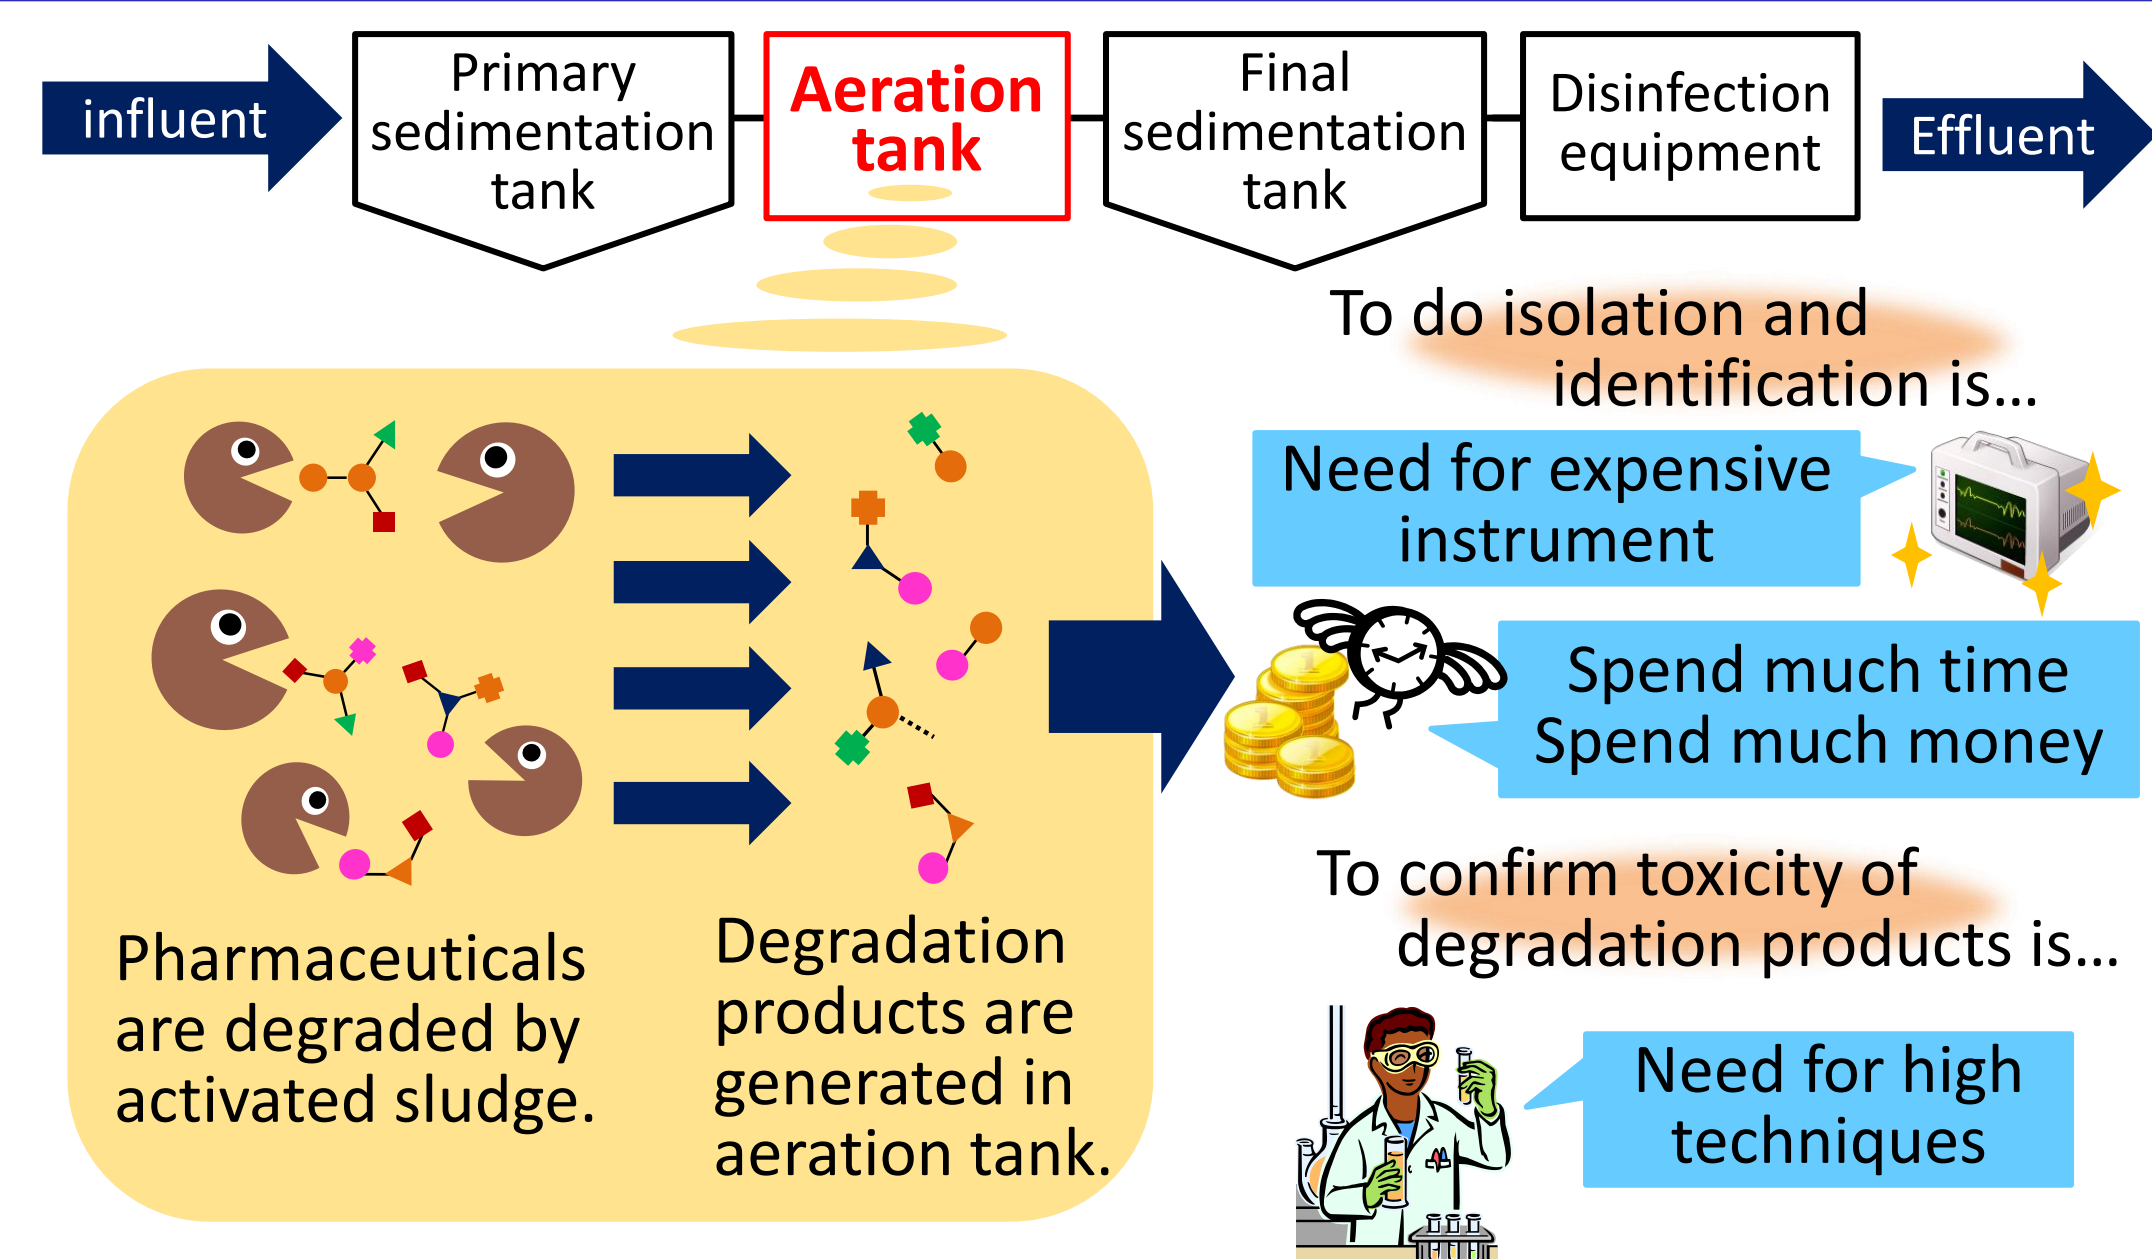 influent
Primary
sedimentation
tank
Aeration
tank
Final
sedimentation
tank
Disinfection
equipment
Effluent
Pharmaceuticals
are degraded by
activated sludge.
Degradation
products are
generated in
aeration tank.
To do isolation and
identification is...
Need for expensive
instrument
Spend much time
Spend much money
To confirm toxicity of
degradation products is...
Need for high
techniques